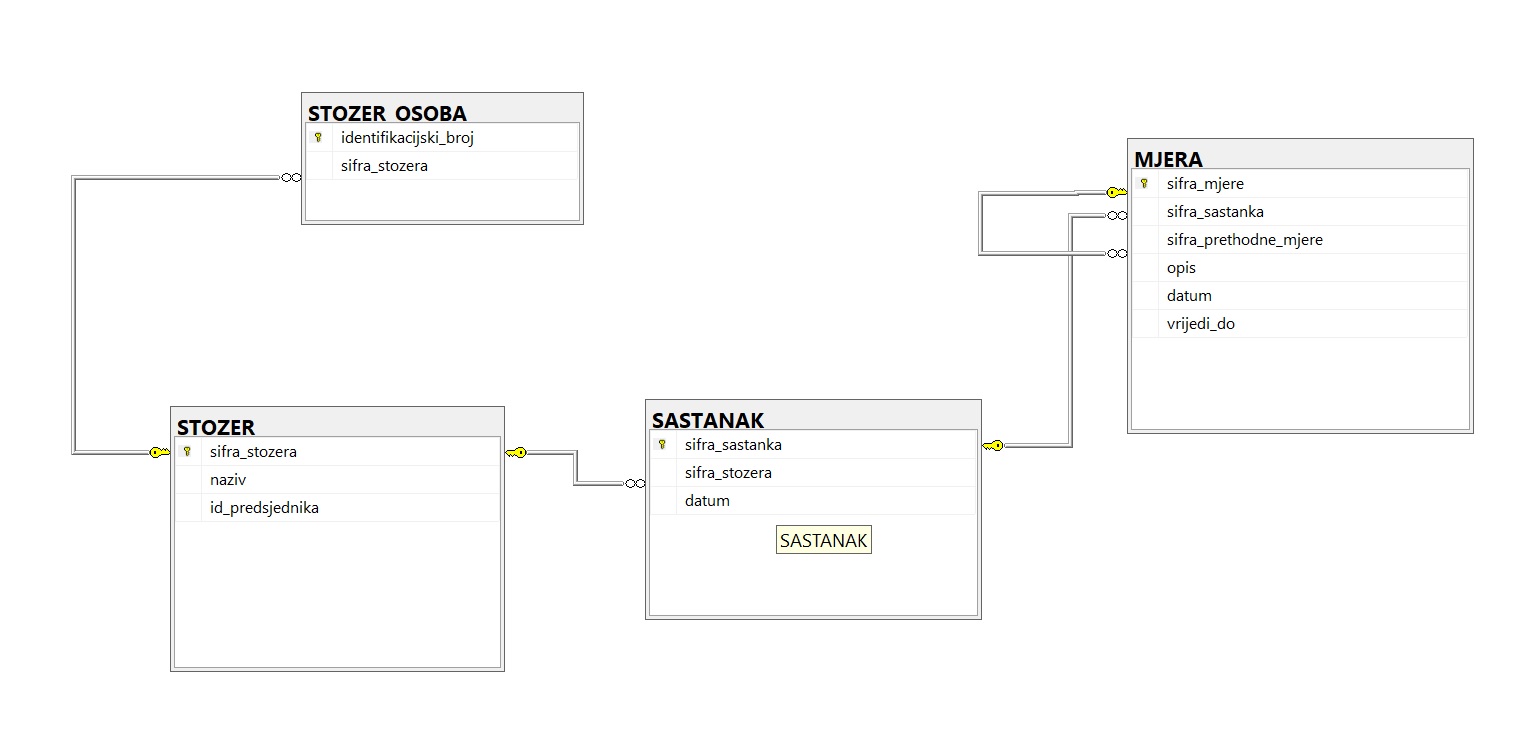 STOZER_OSOBA
identifikacijski_broj
sifra_stozera
MJERA
sifra_mjere
sifra_sastanka
sifra_prethodne_mjere
opis
datum
vrijedi_do
STOZER
sifra_stozera
naziv
id_predsjednika
SASTANAK
sifra_sastanka
sifra_stozera
datum
SASTANAK